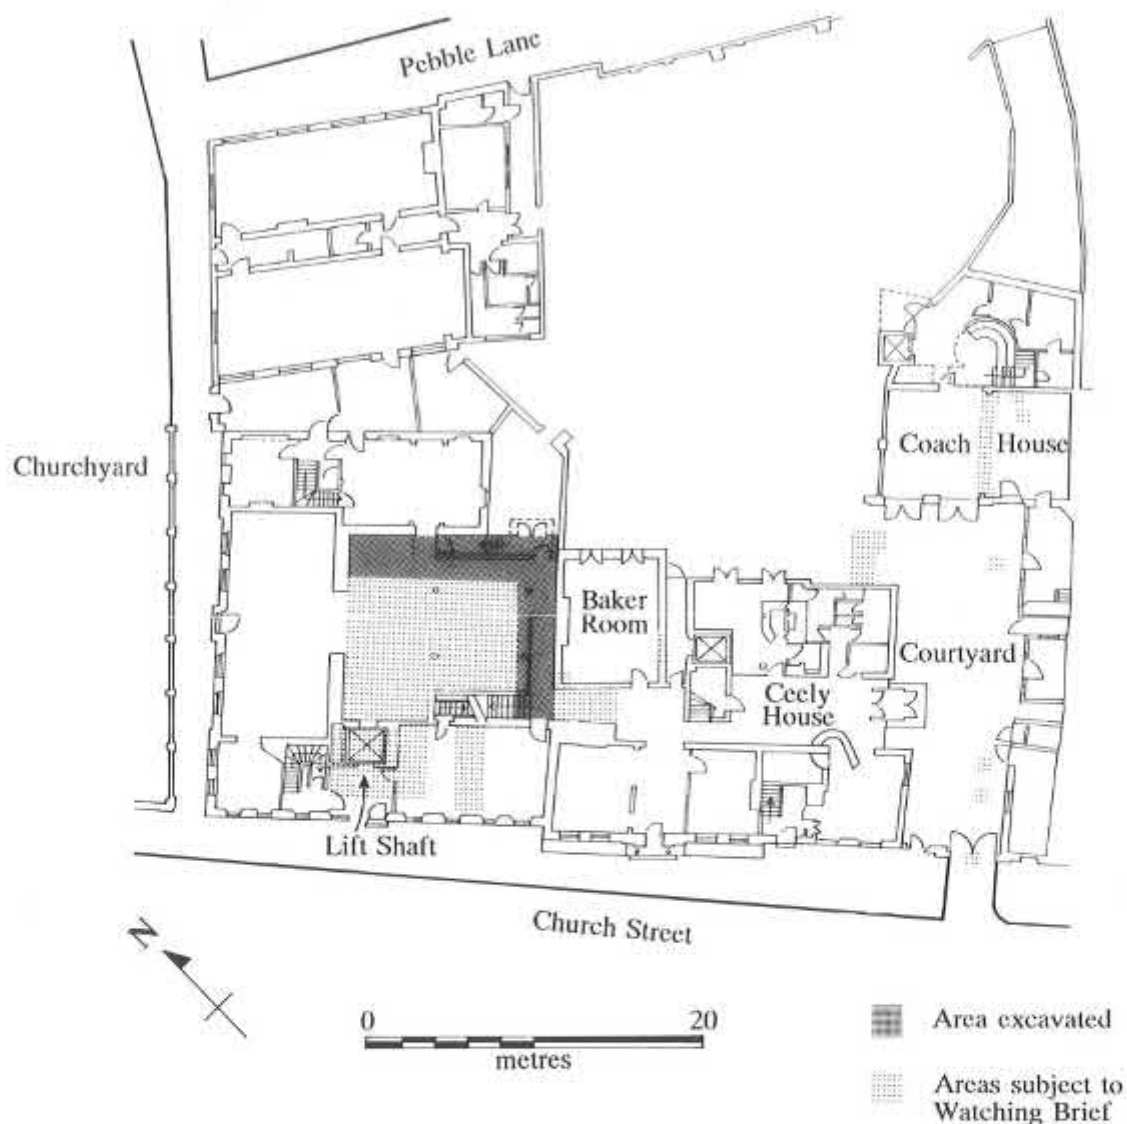 Pebble Lane
Churchyard
Coach House
Baker
Room
Courtyard
Ceely
House
Lift Shaft
Church Street
N
0 20
metres
Area excavated
Areas subject to
Watching Brief